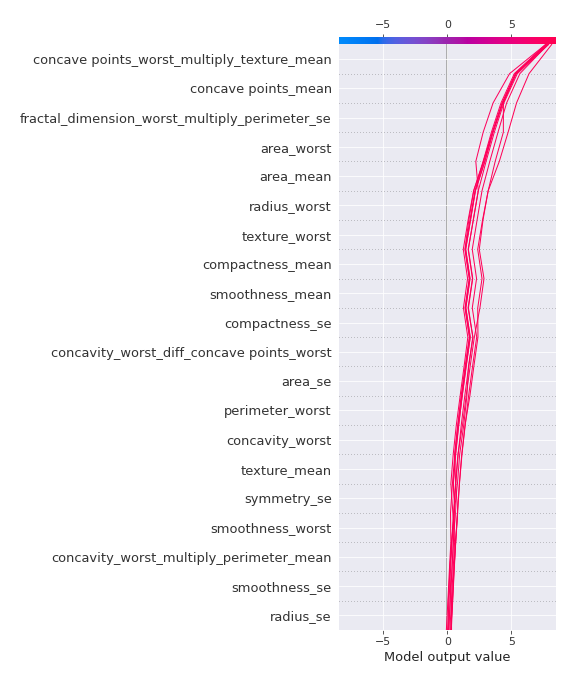 −5 0 5
concave points_worst_multiply_texture_mean
concave points_mean
fractal_dimension_worst_multiply_perimeter_se
area_worst
area_mean
radius_worst
texture_worst
compactness_mean
smoothness_mean
compactness_se
concavity_worst_diff_concave points_worst
area_se
perimeter_worst
concavity_worst
texture_mean
symmetry_se
smoothness_worst
concavity_worst_multiply_perimeter_mean
smoothness_se
radius_se
−5 0 5
Model output value